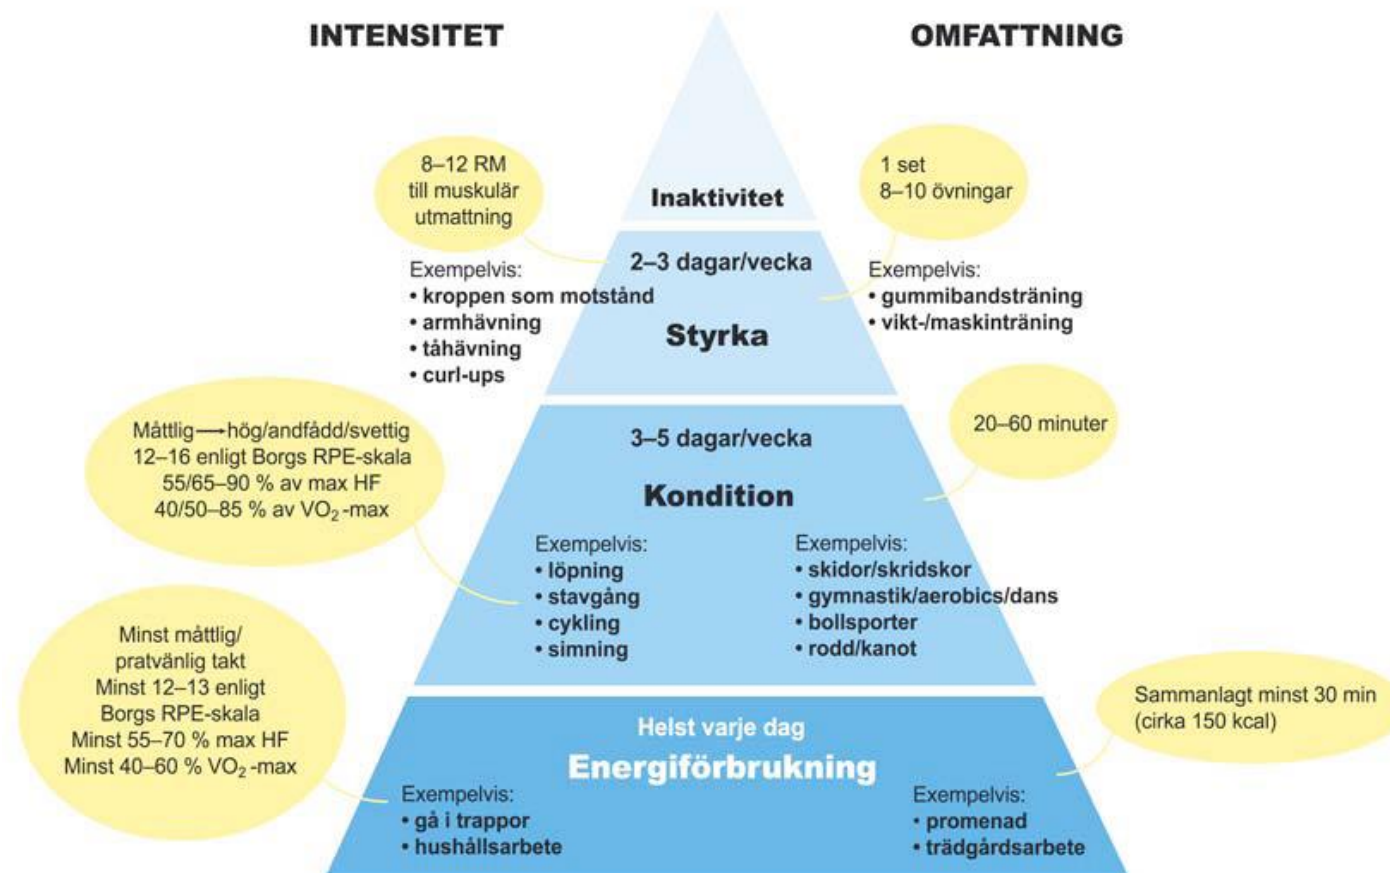 INTENSITET
OMFATTNING
8–12 RM
till muskulär
utmattning
1 set
8–10 övningar
Inaktivitet
2–3 dagar/vecka
Styrka
Exempelvis:
• kroppen som motstånd
• armhävning
• tåhävning
• curl-ups
Exempelvis:
• gummibandsträning
• vikt-/maskinträning
Måttlig→hög/andfådd/svettig
12–16 enligt Borgs RPE-skala
55/65–90 % av max HF
40/50–85 % av VO₂-max
20–60 minuter
3–5 dagar/vecka
Kondition
Exempelvis:
• löpning
• stavgång
• cykling
• simning
Exempelvis:
• skidor/skridskor
• gymnastik/aerobics/dans
• bollsporter
• rodd/kanot
Minst måttlig/
pratvänlig takt
Minst 12–13 enligt
Borgs RPE-skala
Minst 55–70 % max HF
Minst 40–60 % VO₂-max
Sammanlagt minst 30 min
(cirka 150 kcal)
Helst varje dag
Energiförbrukning
Exempelvis:
• gå i trappor
• hushållsarbete
Exempelvis:
• promenad
• trädgårdsarbete